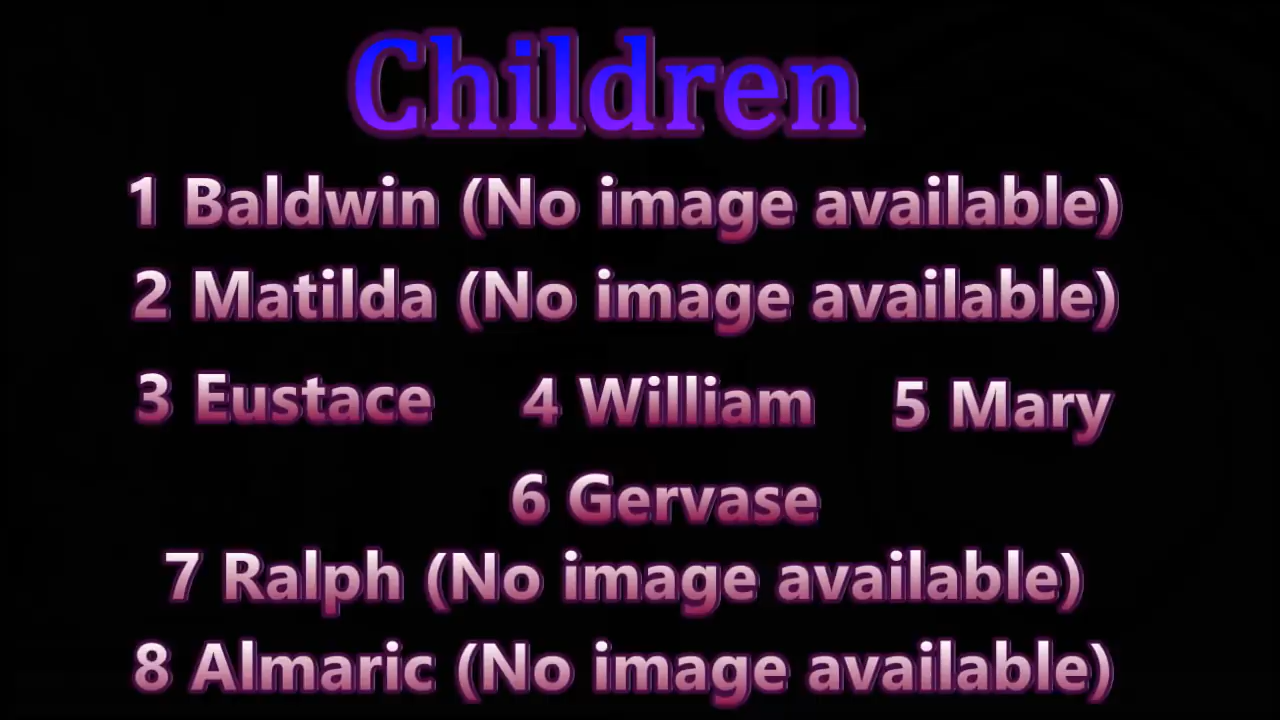 Children
1 Baldwin (No image available)
2 Matilda (No image available)
3 Eustace 4 William 5 Mary
6 Gervase
7 Ralph (No image available)
8 Almaric (No image available)